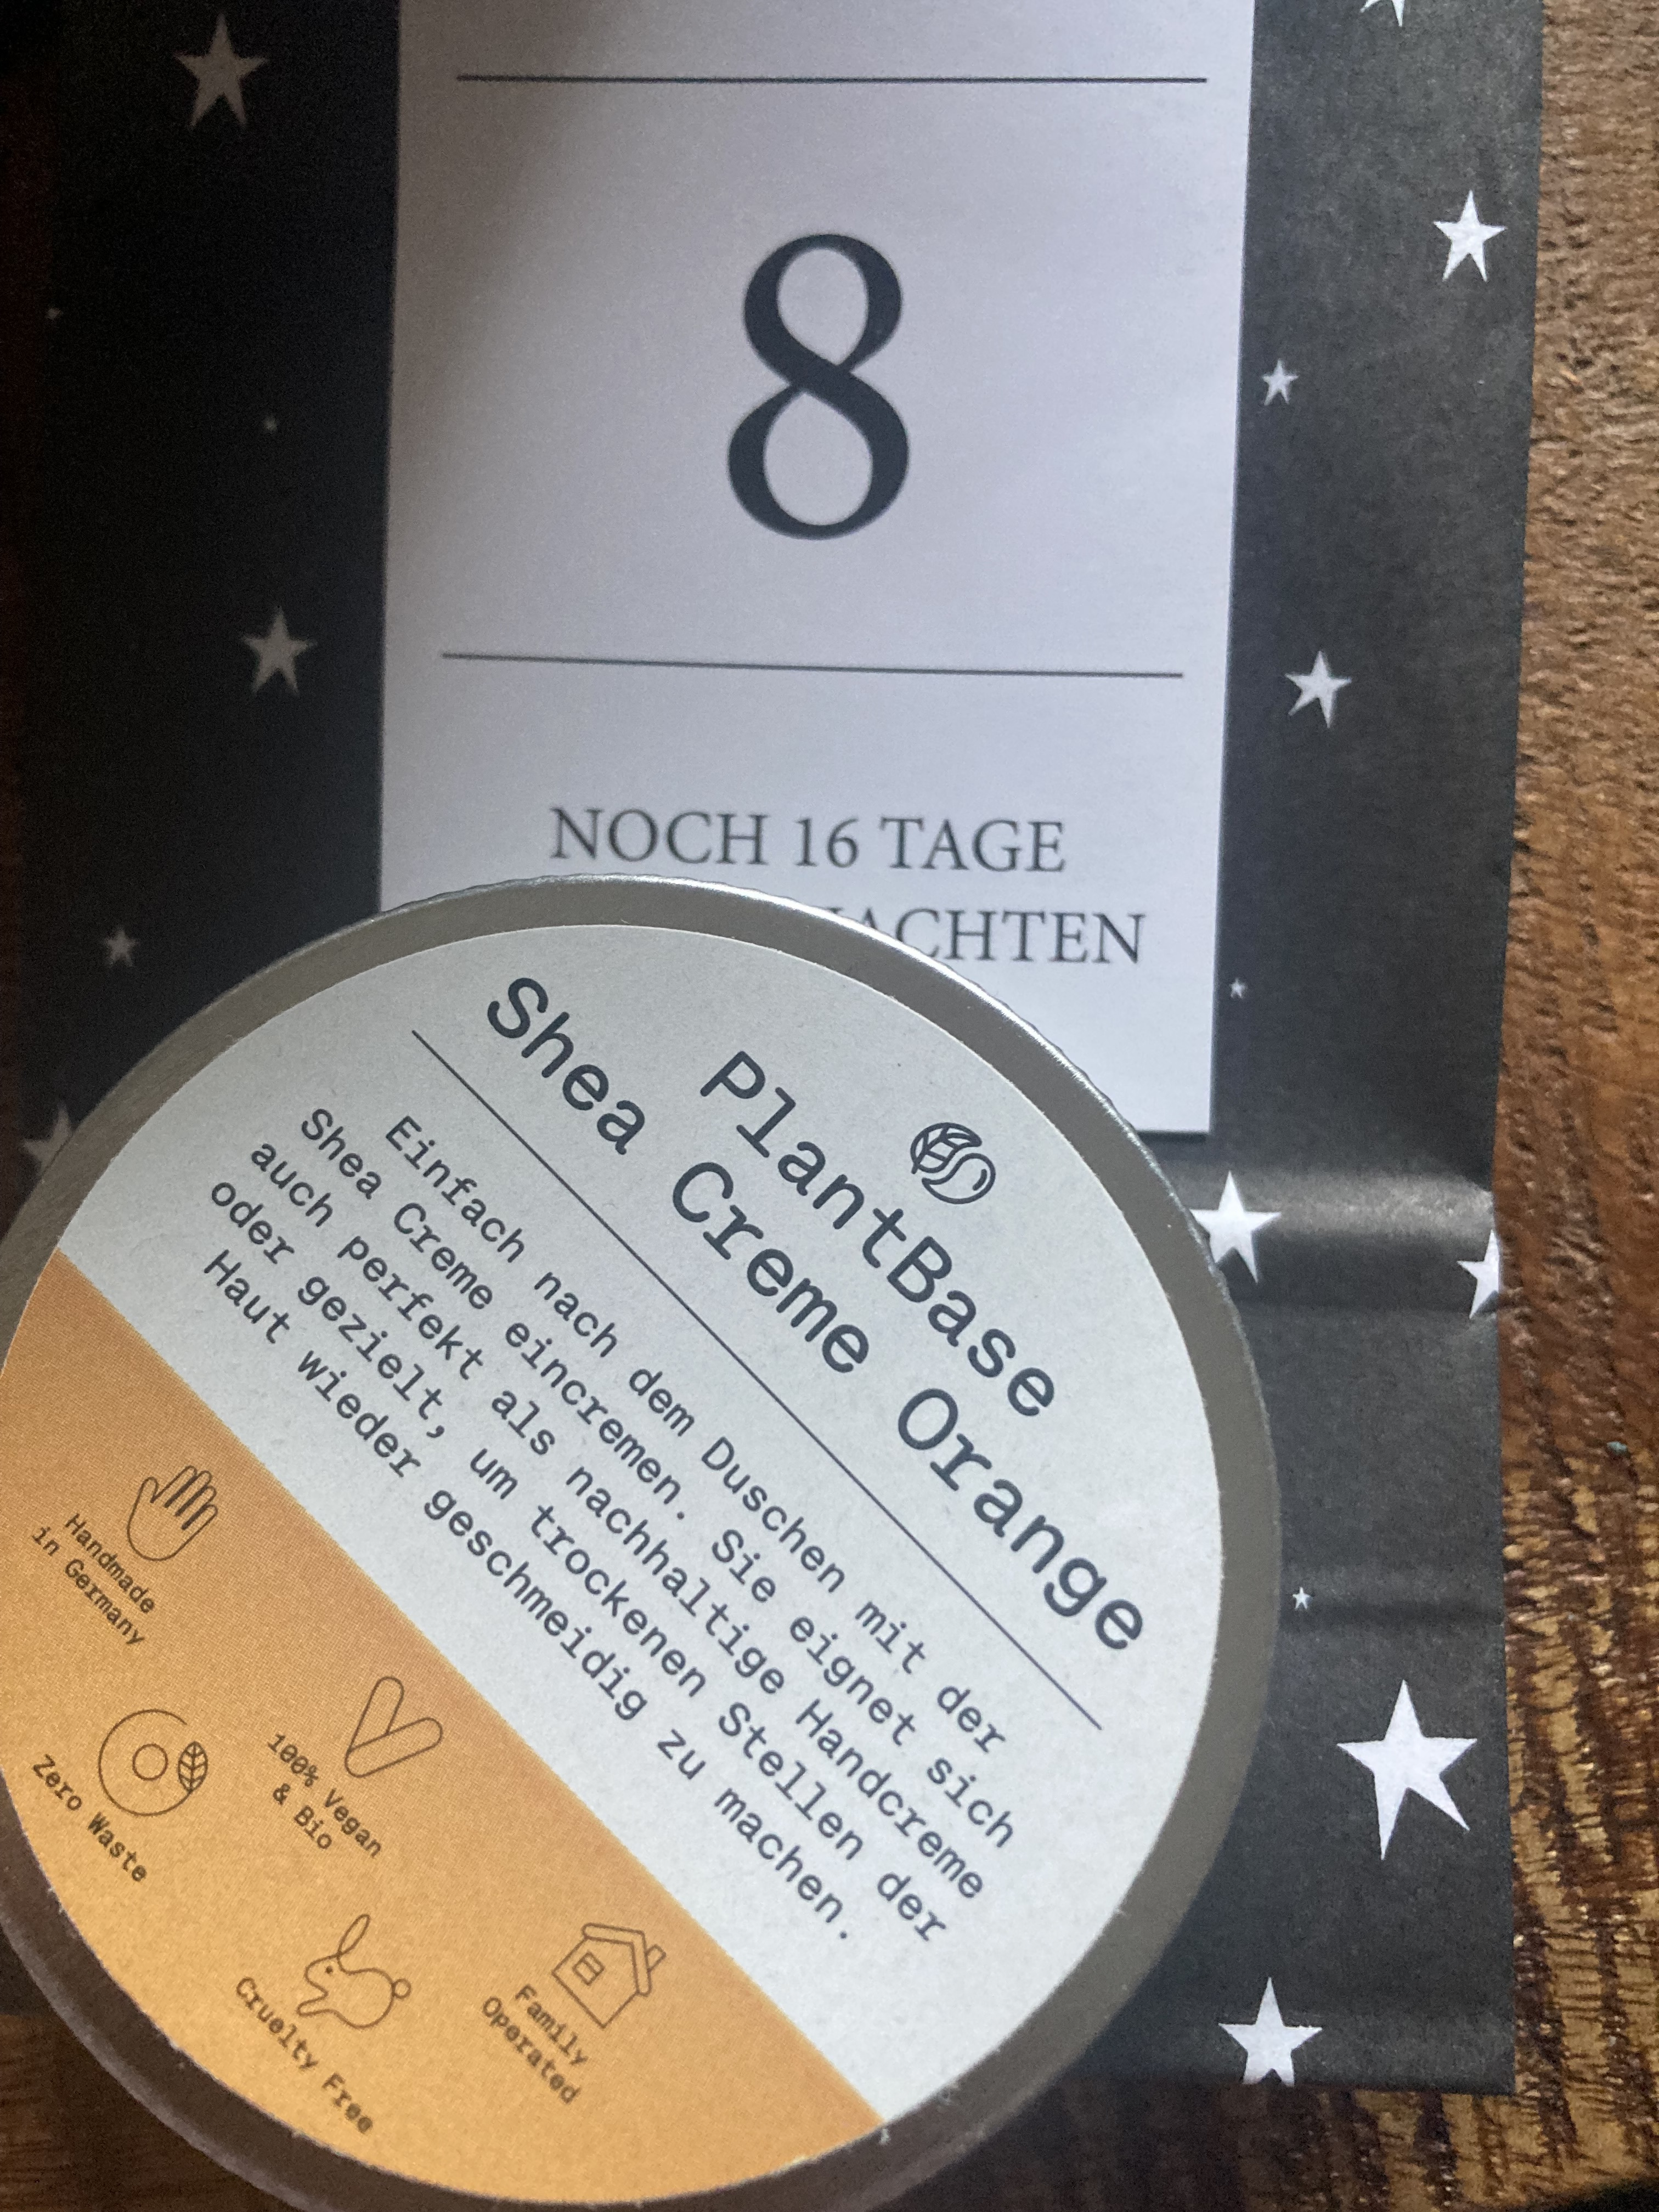 8
NOCH 16 TAGE
ACHTEN
PlantBase
Shea Creme Orange
Einfach nach dem Duschen mit der
Shea Creme eincremen. Sie eignet sich
auch perfekt als nachhaltige Handcreme
oder gezielt, um trockenen Stellen der
Haut wieder geschmeidig zu machen.
Handmade
in Germany
100% Vegan
& Bio
Family
Operated
Zero Waste
Cruelty Free